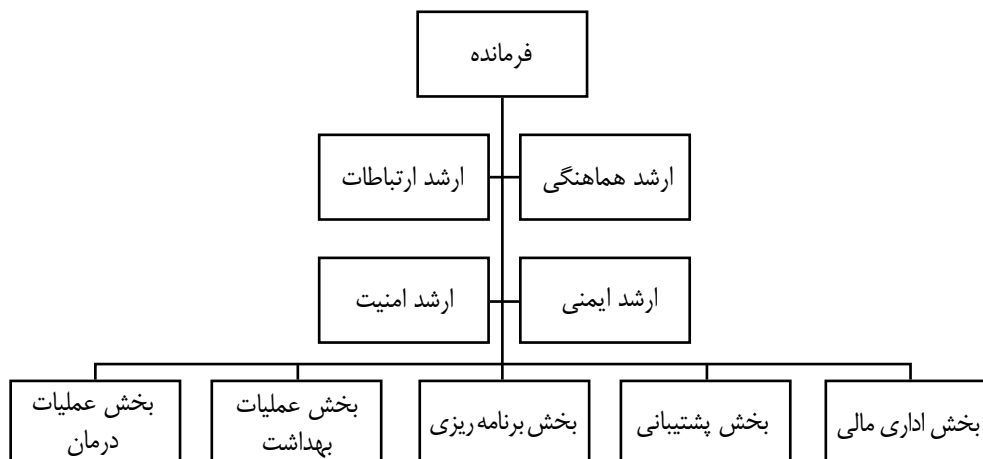 فرمانده
ارشد هماهنگی
ارشد ارتباطات
ارشد ایمنی
ارشد امنیت
بخش اداری مالی
بخش پشتیبانی
بخش برنامه ریزی
بخش عملیات
بهداشت
بخش عملیات
درمان